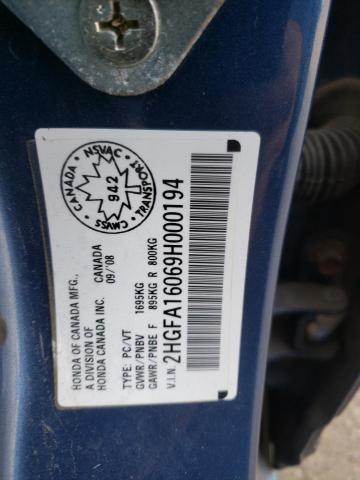 HONDA OF CANADA MFG.,
A DIVISION OF CANADA
HONDA CANADA INC. 09/'08
TYPE: PC/VT
GVWR/PNBV 1695KG
GAWR/PNBE F 895KG R 800KG
V.I.N. 2HGFA16069H000194
CANADA NSVAC
942
CMVSS TRANSPORT